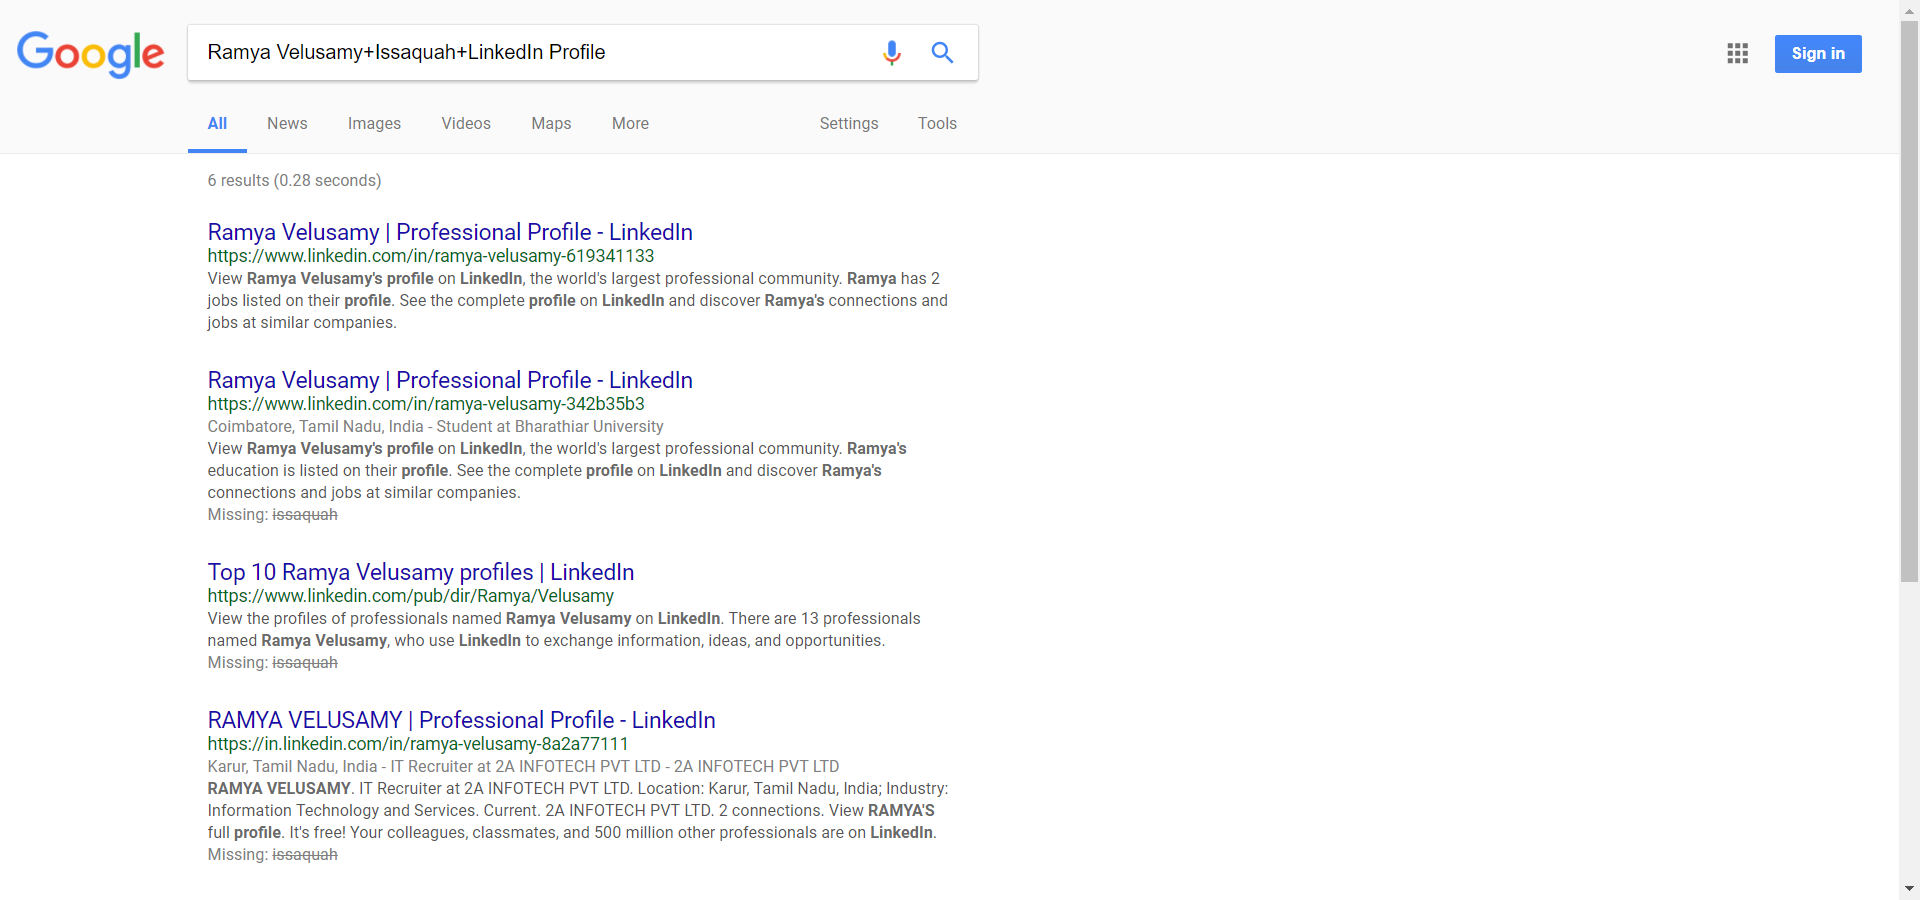 Google
Ramya Velusamy+Issaquah+LinkedIn Profile
Sign in
All News Images Videos Maps More Settings Tools
6 results (0.28 seconds)
Ramya Velusamy | Professional Profile - LinkedIn
https://www.linkedin.com/in/ramya-velusamy-619341133
View Ramya Velusamy's profile on LinkedIn, the world's largest professional community. Ramya has 2
jobs listed on their profile. See the complete profile on LinkedIn and discover Ramya's connections and
jobs at similar companies.
Ramya Velusamy | Professional Profile - LinkedIn
https://www.linkedin.com/in/ramya-velusamy-342b35b3
Coimbatore, Tamil Nadu, India - Student at Bharathiar University
View Ramya Velusamy's profile on LinkedIn, the world's largest professional community. Ramya's
education is listed on their profile. See the complete profile on LinkedIn and discover Ramya's
connections and jobs at similar companies.
Missing: issaquah
Top 10 Ramya Velusamy profiles | LinkedIn
https://www.linkedin.com/pub/dir/Ramya/Velusamy
View the profiles of professionals named Ramya Velusamy on LinkedIn. There are 13 professionals
named Ramya Velusamy, who use LinkedIn to exchange information, ideas, and opportunities.
Missing: issaquah
RAMYA VELUSAMY | Professional Profile - LinkedIn
https://in.linkedin.com/in/ramya-velusamy-8a2a77111
Karur, Tamil Nadu, India - IT Recruiter at 2A INFOTECH PVT LTD - 2A INFOTECH PVT LTD
RAMYA VELUSAMY. IT Recruiter at 2A INFOTECH PVT LTD. Location: Karur, Tamil Nadu, India; Industry:
Information Technology and Services. Current. 2A INFOTECH PVT LTD. 2 connections. View RAMYA'S
full profile. It's free! Your colleagues, classmates, and 500 million other professionals are on LinkedIn.
Missing: issaquah